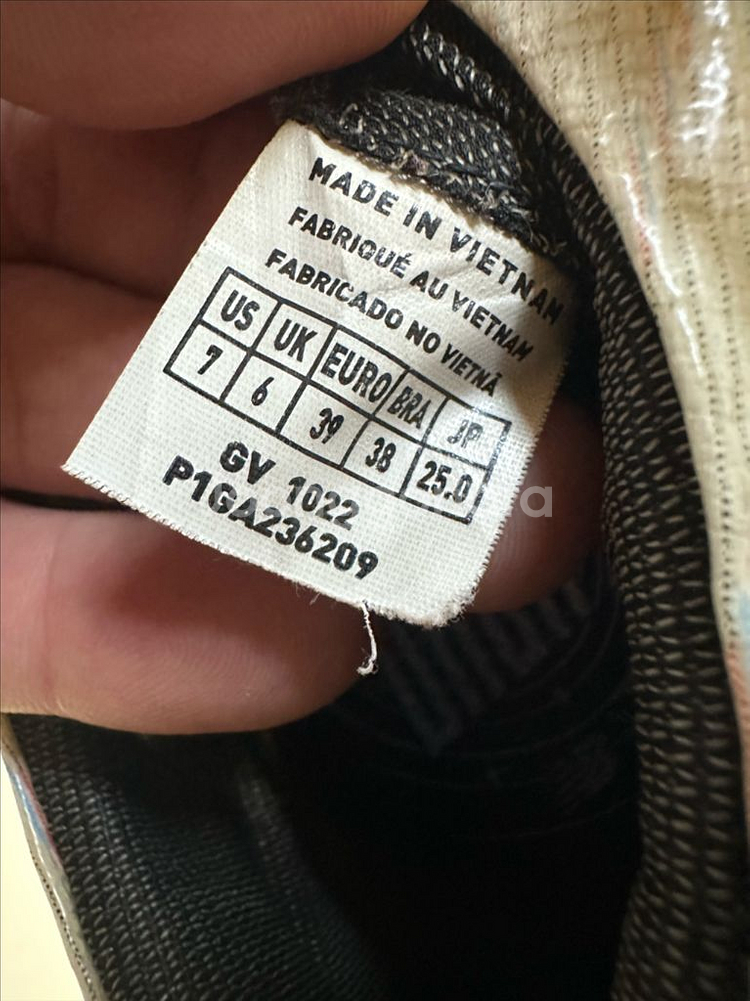 MADE IN VIETNAM
FABRIQUÉ AU VIETNAM
FABRICADO NO VIETNÃ
US UK EURO BRA JP
7 6 39 38 25.0
GV 1022
P1GA236209